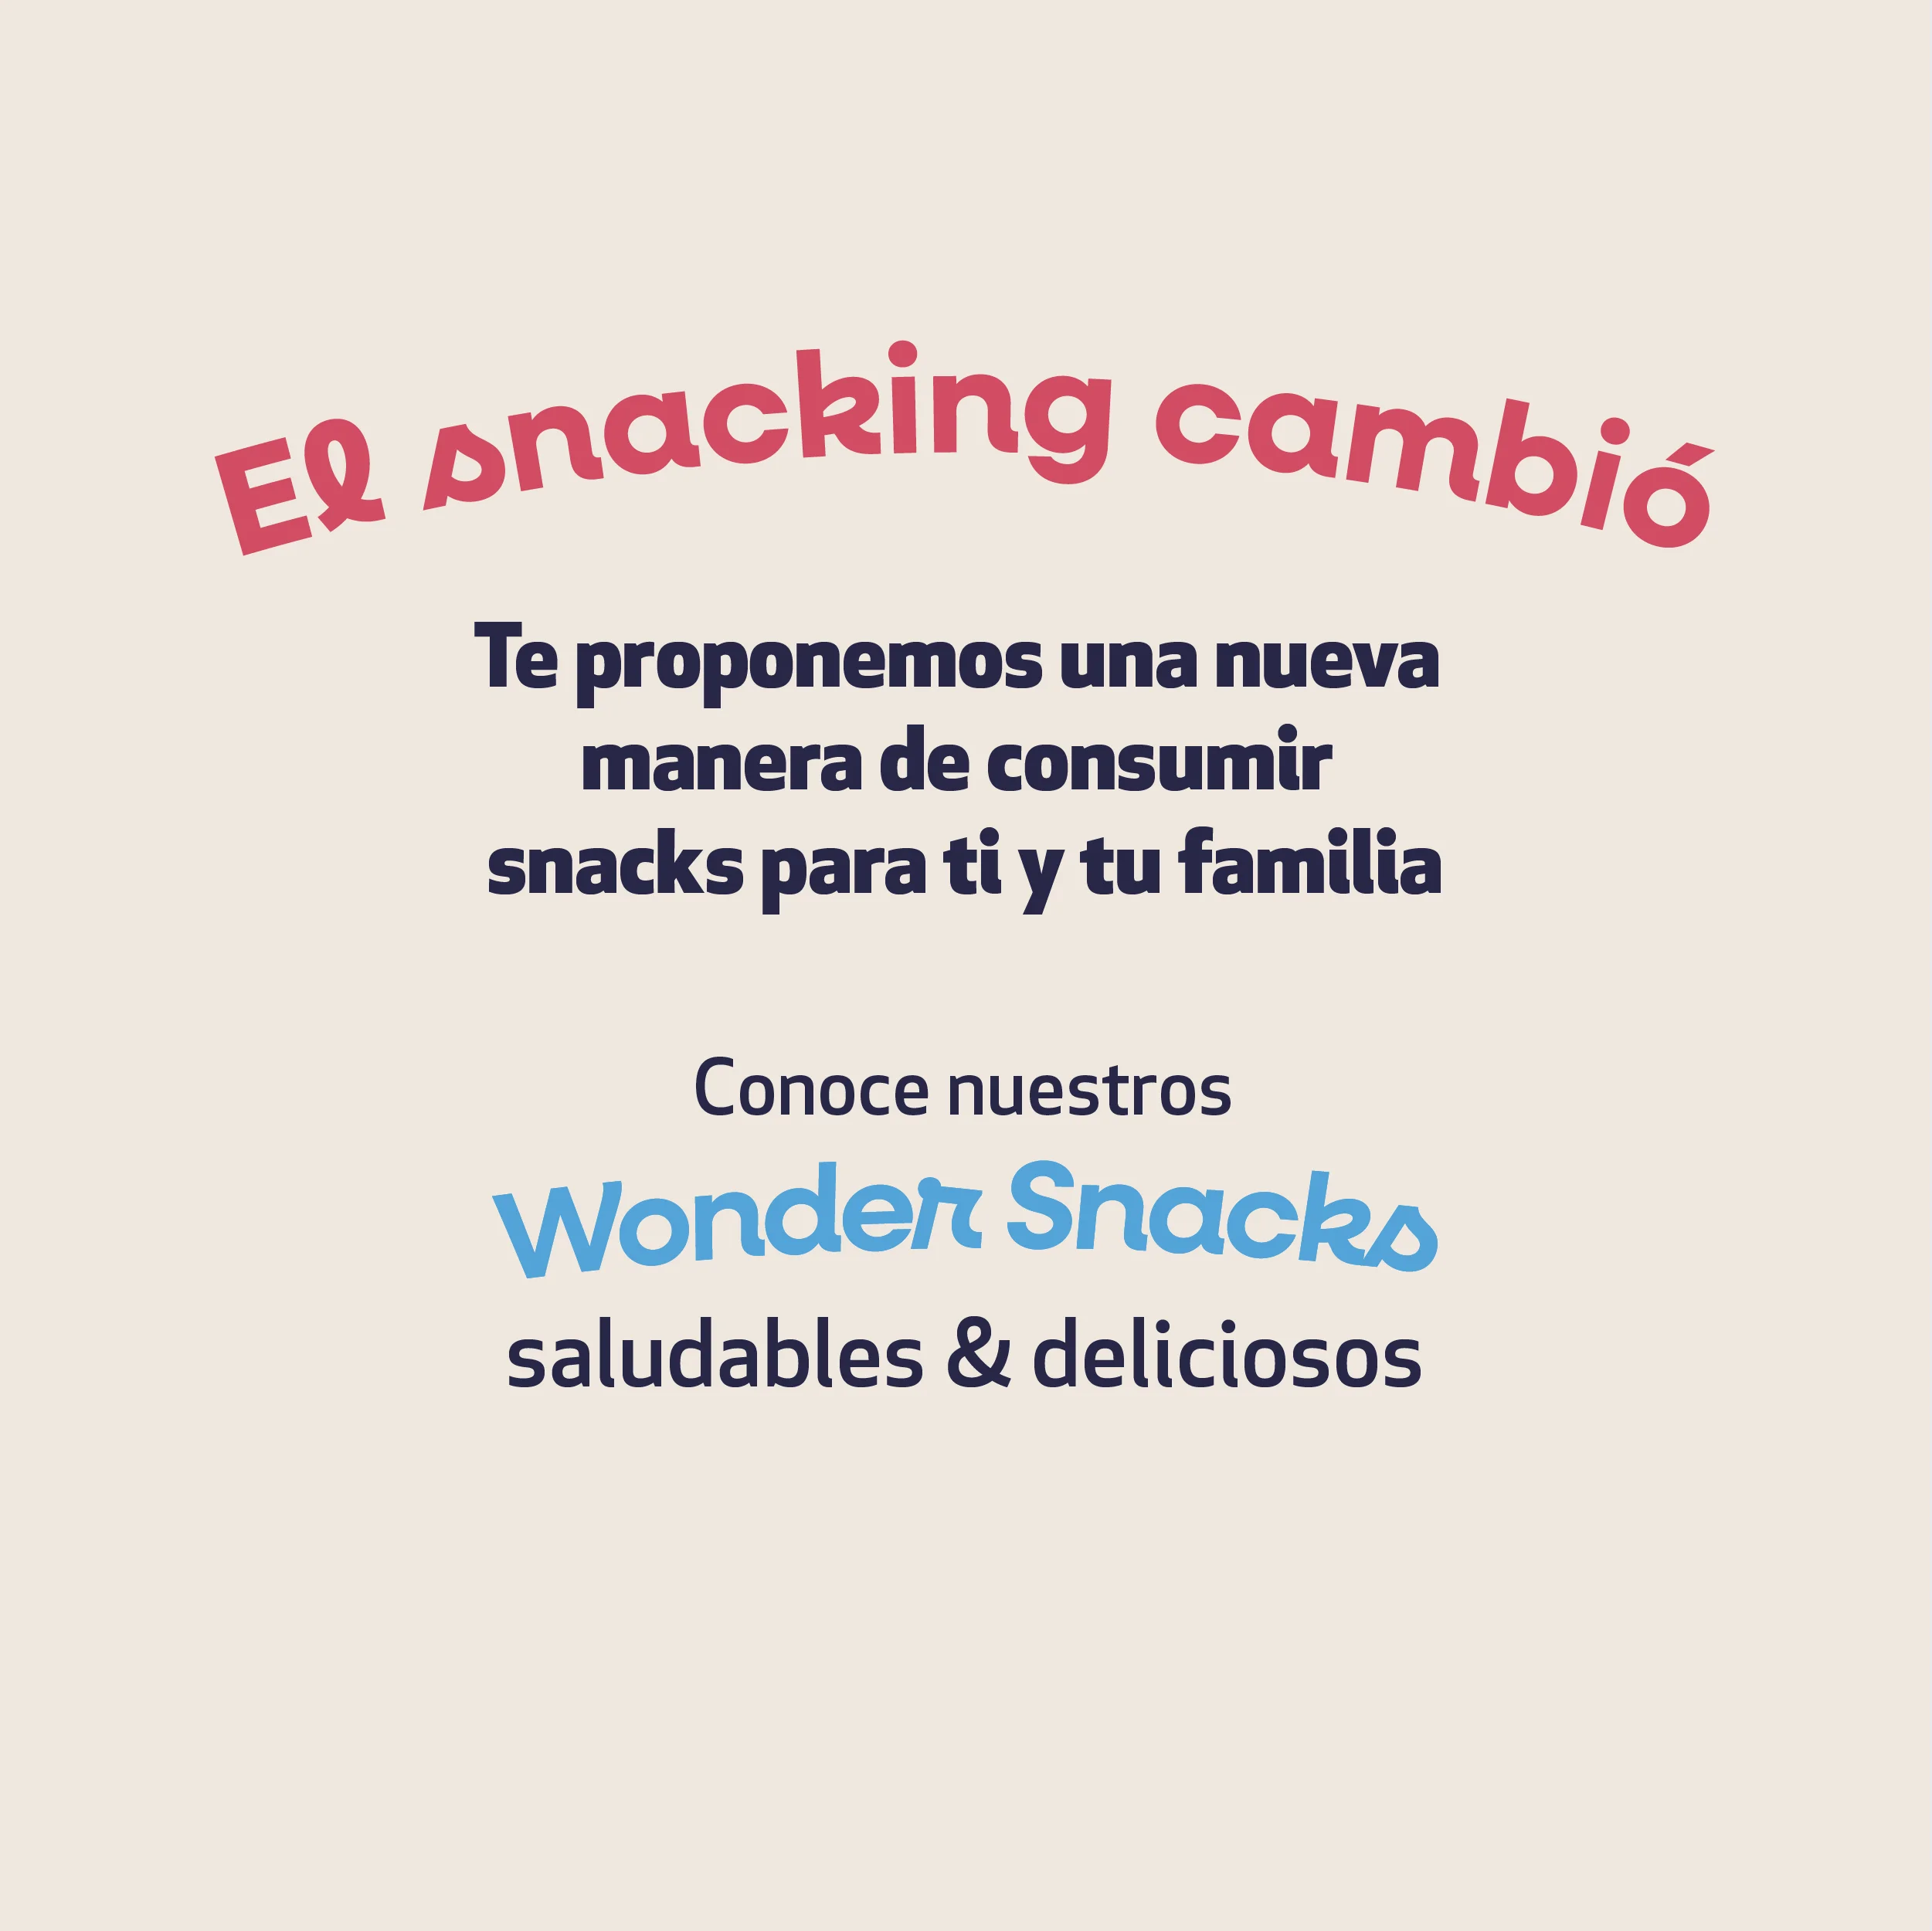 El snacking cambió
Te proponemos una nueva
manera de consumir
snacks para ti y tu familia
Conoce nuestros
Wonder Snacks
saludables & deliciosos